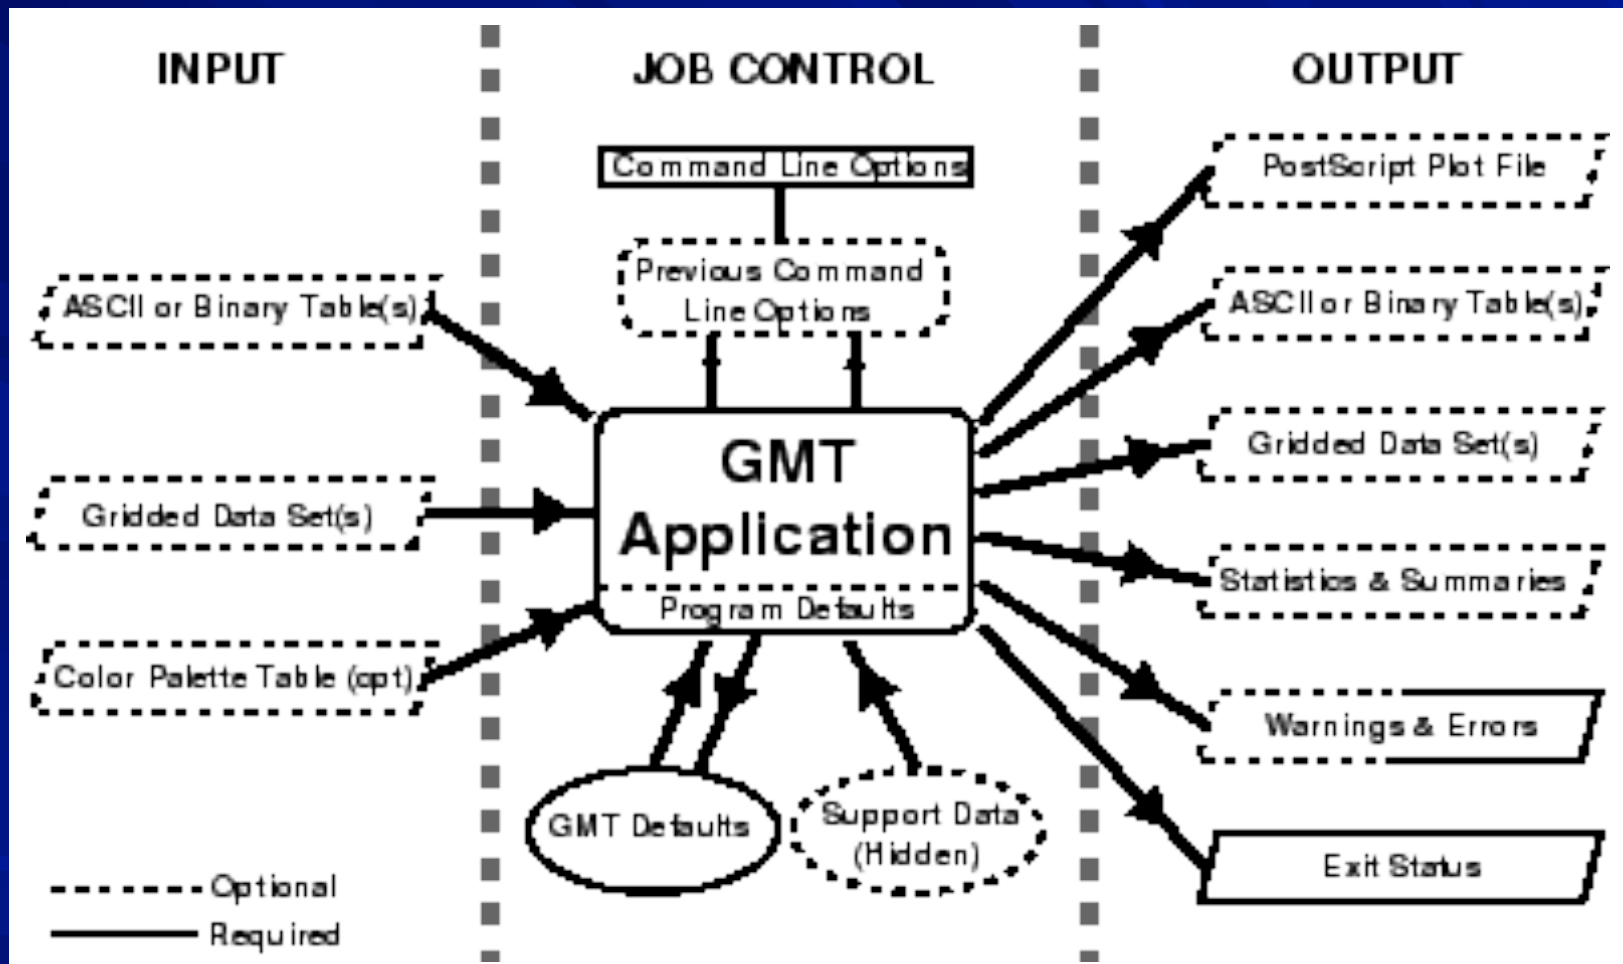 INPUT
JOB CONTROL
OUTPUT
Command Line Options
Previous Command
Line Options
ASCII or Binary Table(s)
Gridded Data Set(s)
Color Palette Table (cpt)
GMT
Application
Program Defaults
GMT Defaults
Support Data
(Hidden)
PostScript Plot File
ASCII or Binary Table(s)
Gridded Data Set(s)
Statistics & Summaries
Warnings & Errors
Exit Status
Optional
Required